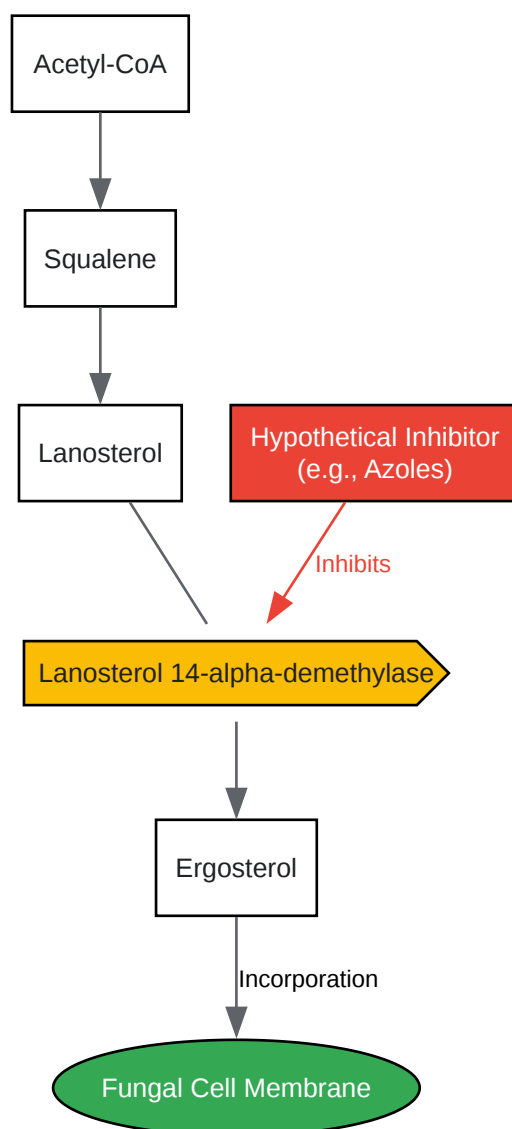 Acetyl-CoA
Squalene
Lanosterol
Hypothetical Inhibitor
(e.g., Azoles)
Inhibits
Lanosterol 14-alpha-demethylase
Ergosterol
Incorporation
Fungal Cell Membrane